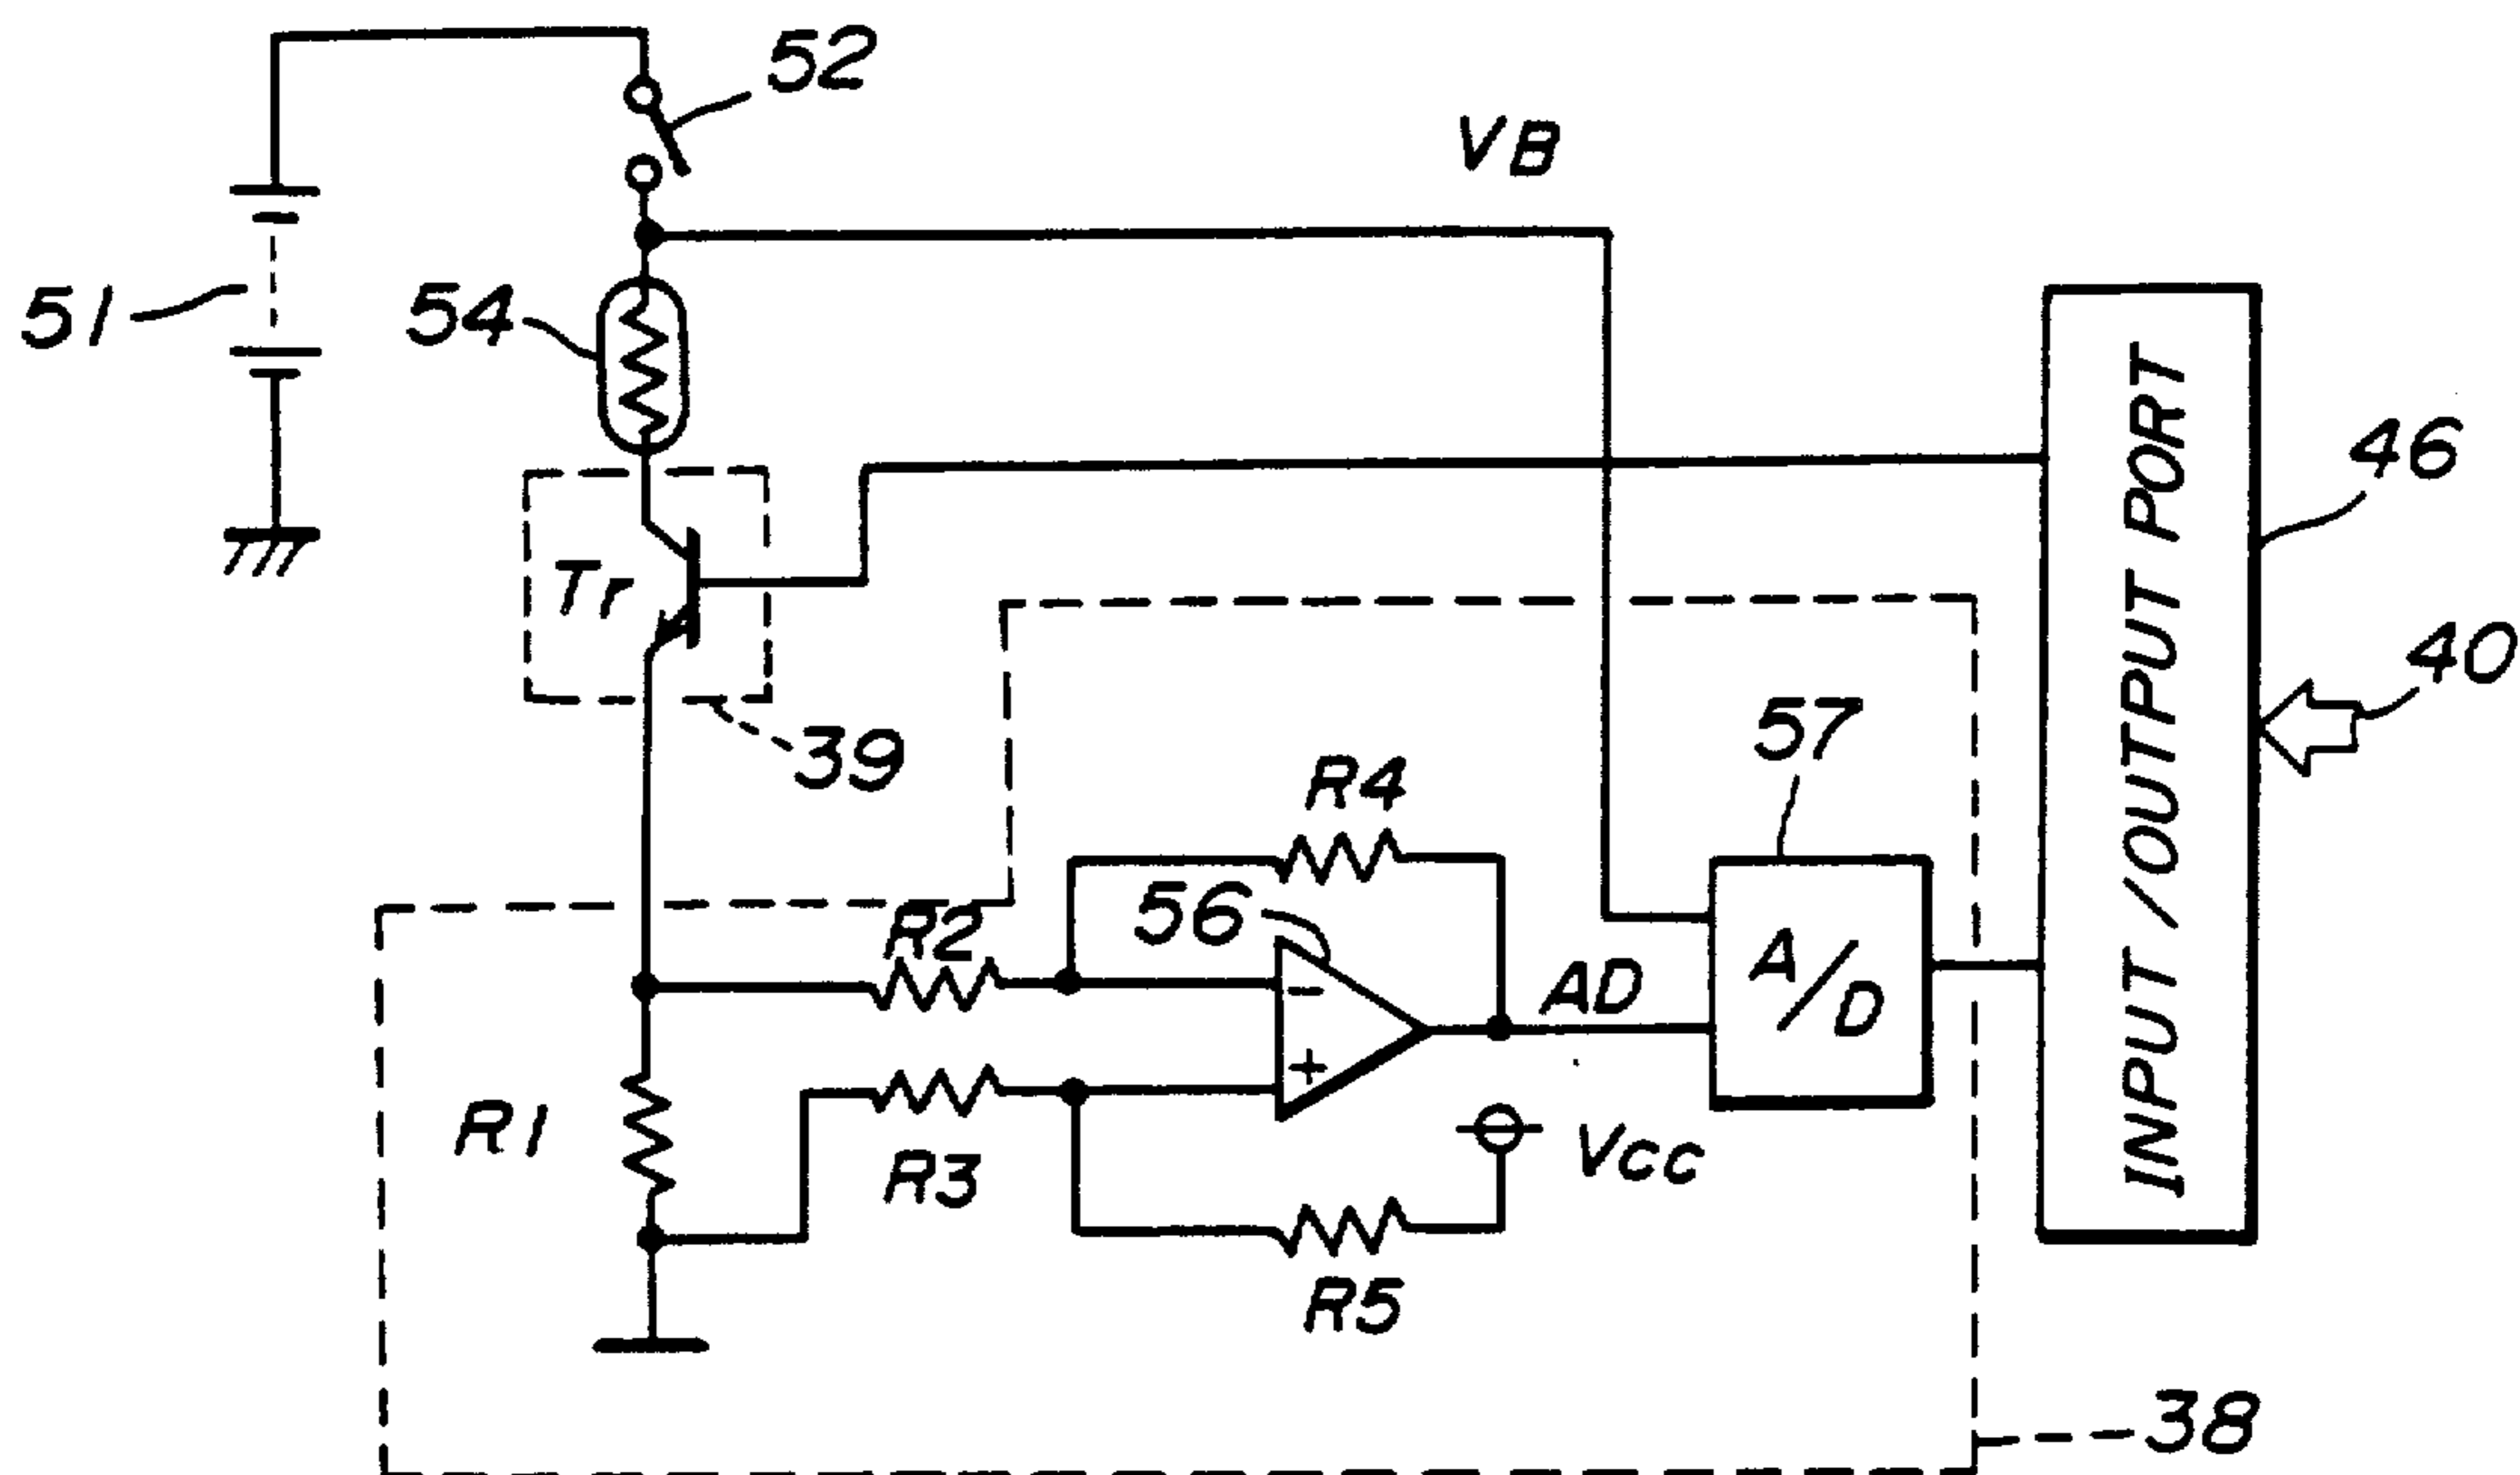 52
VB
51
54
46
INPUT/OUTPUT PORT
Tr
40
57
39
R4
R2
56
AD
A/D
-
+
R1
R3
Vcc
R5
38